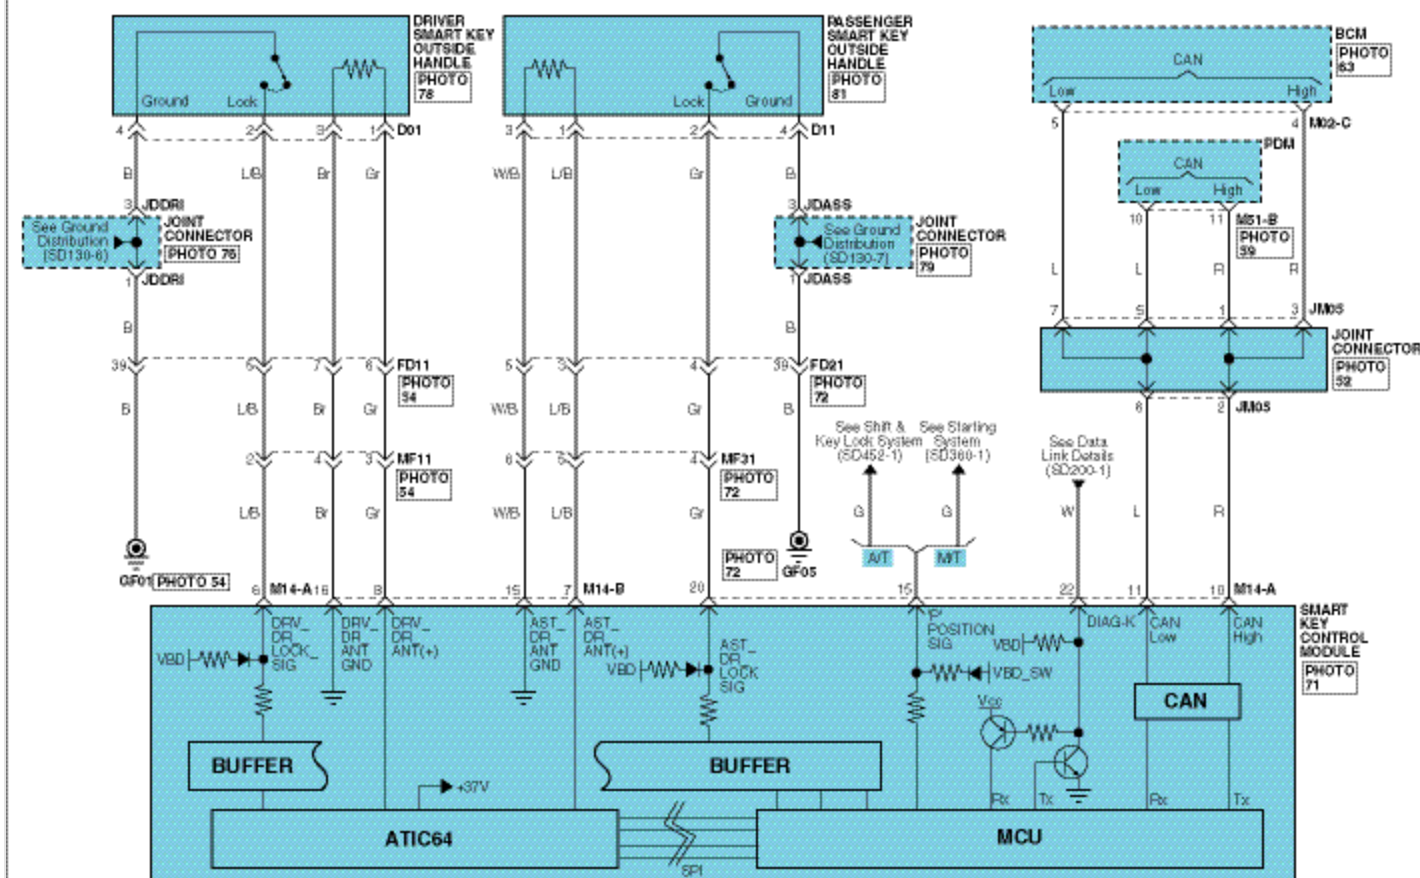 DRIVER
SMART KEY
OUTSIDE
HANDLE
PHOTO
78
Ground
Lock
PASSENGER
SMART KEY
OUTSIDE
HANDLE
PHOTO
81
Lock
Ground
BCM
PHOTO
63
CAN
Low
High
4
2
3
1
D01
3
1
2
4
D11
5
4
M02-C
PDM
CAN
Low
High
10
11
M51-B
PHOTO
59
B
L/B
Br
Gr
W/B
L/B
Gr
B
3
JDDRI
See Ground
Distribution
(SD130-6)
JOINT
CONNECTOR
PHOTO 76
1
JDDRI
3
JDASS
See Ground
Distribution
(SD130-7)
JOINT
CONNECTOR
PHOTO
79
1
JDASS
L
L
R
R
7
5
1
3
JM05
JOINT
CONNECTOR
PHOTO
52
6
2
JM05
B
B
39
5
7
6
FD11
PHOTO
54
5
3
4
39
FD21
PHOTO
72
B
L/B
Br
Gr
W/B
L/B
Gr
B
2
4
3
MF11
PHOTO
54
6
5
4
MF31
PHOTO
72
See Shift &
Key Lock System
(SD452-1)
See Starting
System
(SD360-1)
See Data
Link Details
(SD200-1)
L/B
Br
Gr
W/B
L/B
Gr
G
G
W
L
R
A/T
M/T
GF01
PHOTO 54
PHOTO
72
GF05
6
M14-A
16
8
15
7
M14-B
20
15
22
11
10
M14-A
SMART
KEY
CONTROL
MODULE
PHOTO
71
DRV_
DR_
LOCK_
SIG
DRV_
DR_
ANT
GND
DRV_
DR_
ANT(+)
AST_
DR_
ANT
GND
AST_
DR_
ANT(+)
AST_
DR_
LOCK
SIG
'P'
POSITION
SIG
DIAG-K
CAN
Low
CAN
High
VBD
VBD
VBD
VBD_SW
Vcc
CAN
BUFFER
BUFFER
+37V
Rx
Tx
Rx
Tx
ATIC64
SPI
MCU